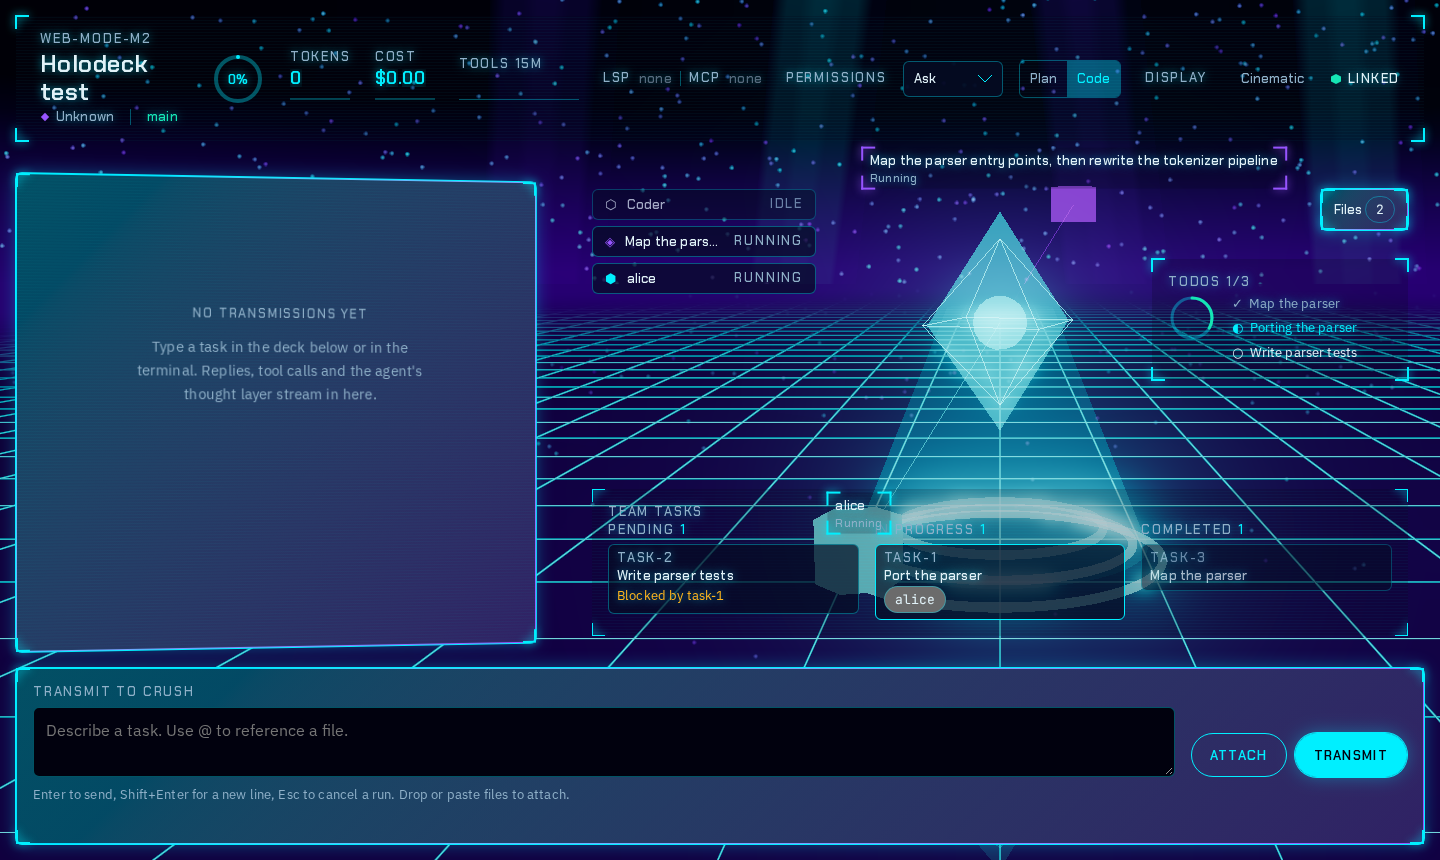 WEB-MODE-M2
Holodeck
test
Unknown
main
0%
TOKENS
0
COST
$0.00
TOOLS 15M
LSP none
MCP none
PERMISSIONS
Ask
Plan
Code
DISPLAY
Cinematic
LINKED
Map the parser entry points, then rewrite the tokenizer pipeline
Running
Files 2
Coder IDLE
Map the pars... RUNNING
alice RUNNING
TODOS 1/3
✓ Map the parser
Porting the parser
Write parser tests
NO TRANSMISSIONS YET
Type a task in the deck below or in the
terminal. Replies, tool calls and the agent's
thought layer stream in here.
alice
Running
TEAM TASKS
PENDING 1
TASK-2
Write parser tests
Blocked by task-1
ROGRESS 1
TASK-1
Port the parser
alice
COMPLETED 1
TASK-3
Map the parser
TRANSMIT TO CRUSH
Describe a task. Use @ to reference a file.
ATTACH
TRANSMIT
Enter to send, Shift+Enter for a new line, Esc to cancel a run. Drop or paste files to attach.